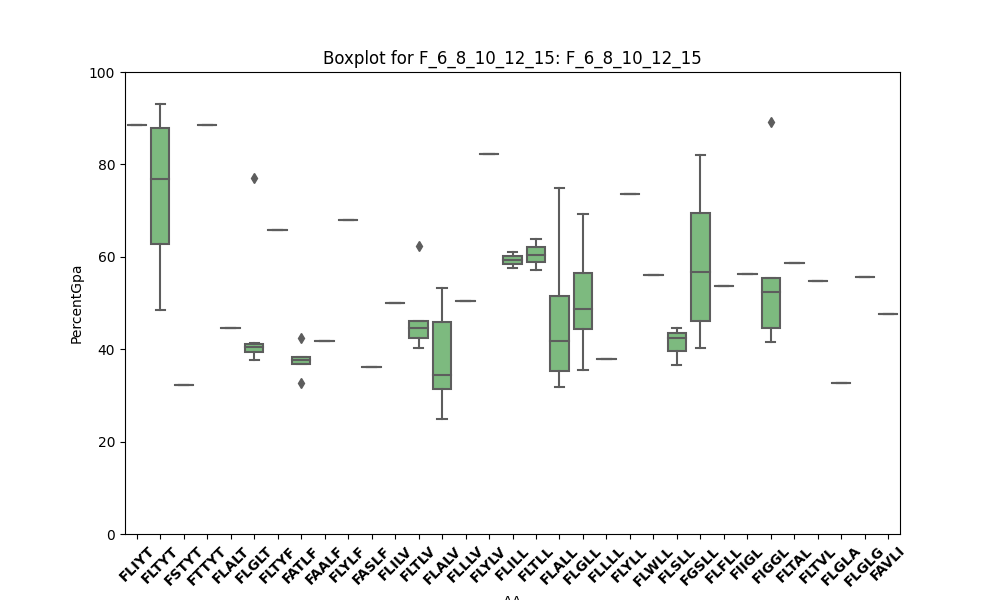 Boxplot for F_6_8_10_12_15: F_6_8_10_12_15
PercentGpa
100
80
60
40
20
0
FLIYT
FLTYT
FSTYT
FTTYT
FLALT
FLGLT
FLTYF
FATLF
FAALF
FLYLF
FASLF
FLILV
FLTLV
FLALV
FLLLV
FLYLV
FLILL
FLTLL
FLALL
FLGLL
FLLLL
FLYLL
FLWLL
FLSLL
FGSLL
FLFLL
FIIGL
FIGGL
FLTAL
FLTVL
FLGLA
FLGLG
FAVLI